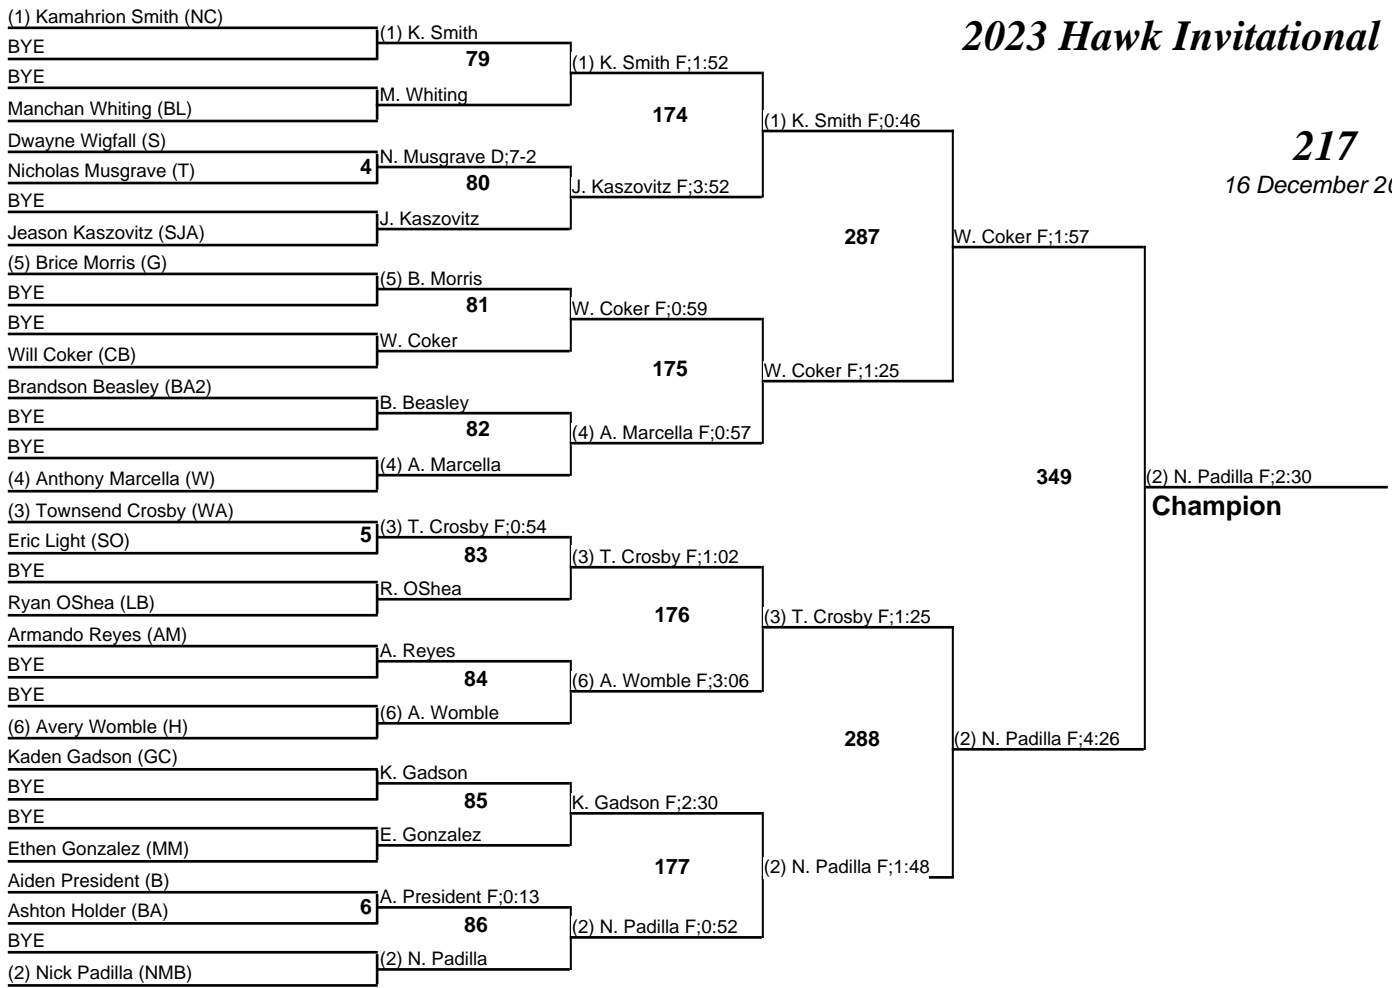 2023 Hawk Invitational
217
16 December 20
(1) Kamahrion Smith (NC)
BYE
BYE
Manchan Whiting (BL)
Dwayne Wigfall (S)
Nicholas Musgrave (T)
BYE
Jeason Kaszovitz (SJA)
(5) Brice Morris (G)
BYE
BYE
Will Coker (CB)
Brandson Beasley (BA2)
BYE
BYE
(4) Anthony Marcella (W)
(3) Townsend Crosby (WA)
Eric Light (SO)
BYE
Ryan OShea (LB)
Armando Reyes (AM)
BYE
BYE
(6) Avery Womble (H)
Kaden Gadson (GC)
BYE
BYE
Ethen Gonzalez (MM)
Aiden President (B)
Ashton Holder (BA)
BYE
(2) Nick Padilla (NMB)
4
5
6
(1) K. Smith
79
M. Whiting
N. Musgrave D;7-2
80
J. Kaszovitz
(5) B. Morris
81
W. Coker
B. Beasley
82
(4) A. Marcella
(3) T. Crosby F;0:54
83
R. OShea
A. Reyes
84
(6) A. Womble
K. Gadson
85
E. Gonzalez
A. President F;0:13
86
(2) N. Padilla
(1) K. Smith F;1:52
174
J. Kaszovitz F;3:52
W. Coker F;0:59
175
(4) A. Marcella F;0:57
(3) T. Crosby F;1:02
176
(6) A. Womble F;3:06
K. Gadson F;2:30
177
(2) N. Padilla F;0:52
(1) K. Smith F;0:46
287
W. Coker F;1:25
(3) T. Crosby F;1:25
288
(2) N. Padilla F;1:48
W. Coker F;1:57
349
(2) N. Padilla F;4:26
(2) N. Padilla F;2:30
Champion